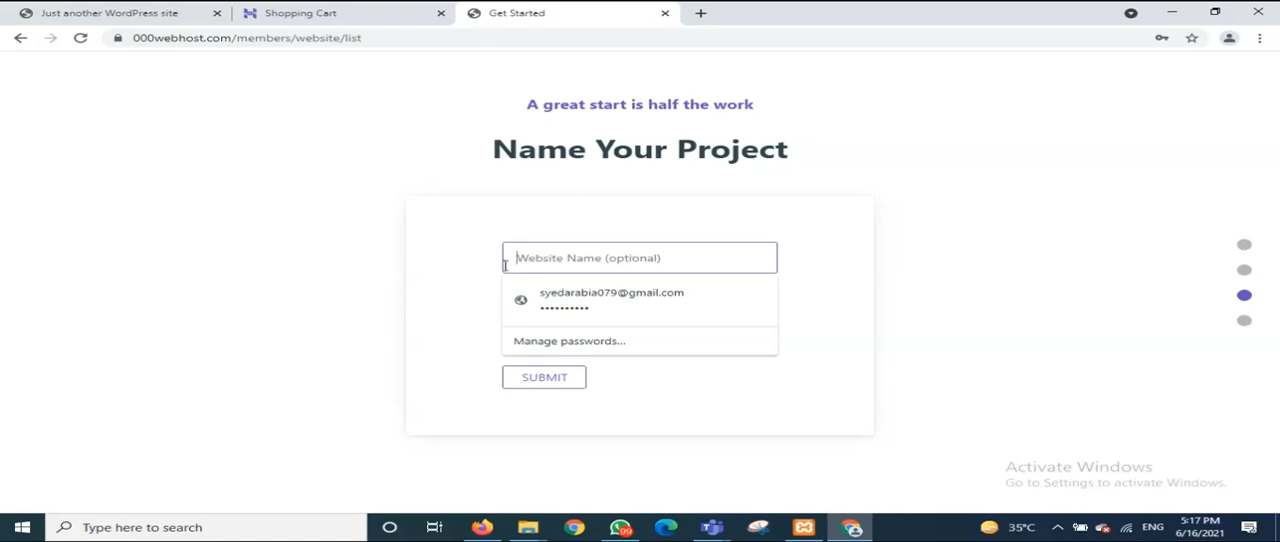 Just another WordPress site
Shopping Cart
Get Started
000webhost.com/members/website/list
A great start is half the work
Name Your Project
Website Name (optional)
syedarabia079@gmail.com
••••••••••
Manage passwords...
SUBMIT
Activate Windows
Go to Settings to activate Windows.
Type here to search
99
35°C
ENG
5:17 PM
6/16/2021